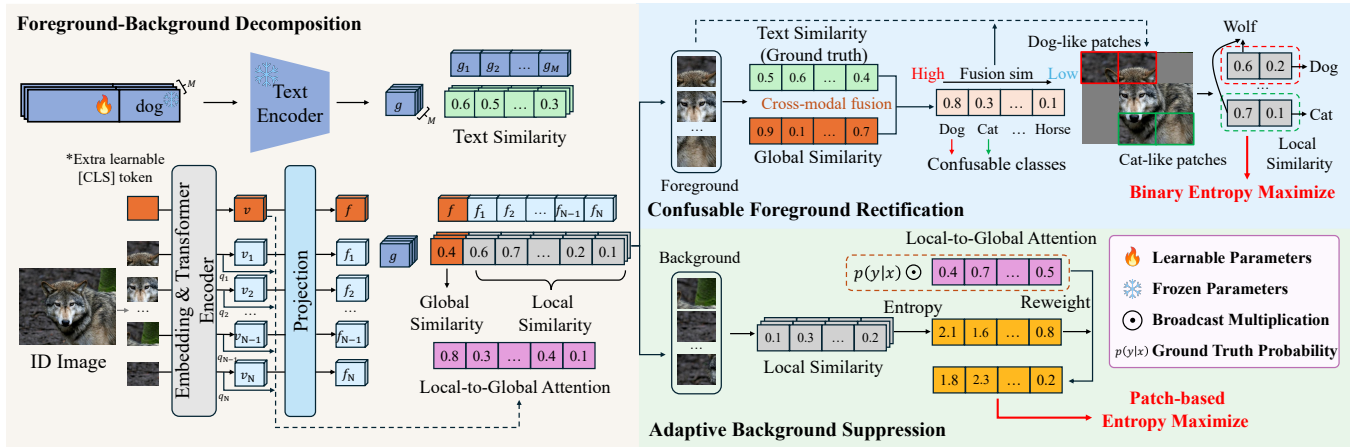 Foreground-Background Decomposition
M
dog
Text
Encoder
g
M
g1 g2 … gM
0.6 0.5 … 0.3
Text Similarity
*Extra learnable
[CLS] token
Embedding & Transformer
Encoder
v
v1
q1
v2
q2
…
vN−1
qN−1
vN
qN
Projection
f
f1
f2
…
fN−1
fN
ID Image
…
g
f f1 f2 … fN−1 fN
0.4 0.6 0.7 … 0.2 0.1
Global
Similarity
Local
Similarity
0.8 0.3 … 0.4 0.1
Local-to-Global Attention
…
Foreground
Text Similarity
(Ground truth)
0.5 0.6 … 0.4
Cross-modal fusion
0.9 0.1 … 0.7
Global Similarity
High Fusion sim Low
0.8 0.3 … 0.1
Dog Cat … Horse
Confusable classes
Dog-like patches
Cat-like patches
Wolf
0.6 0.2 Dog
…
0.7 0.1 Cat
Local
Similarity
Binary Entropy Maximize
Confusable Foreground Rectification
Background
…
0.1 0.3 … 0.2
Local Similarity
Local-to-Global Attention
p(y|x) ⊙ 0.4 0.7 … 0.5
Entropy
Reweight
2.1 1.6 … 0.8
1.8 2.3 … 0.2
Patch-based
Entropy Maximize
Adaptive Background Suppression
Learnable Parameters
Frozen Parameters
Broadcast Multiplication
p(y|x) Ground Truth Probability